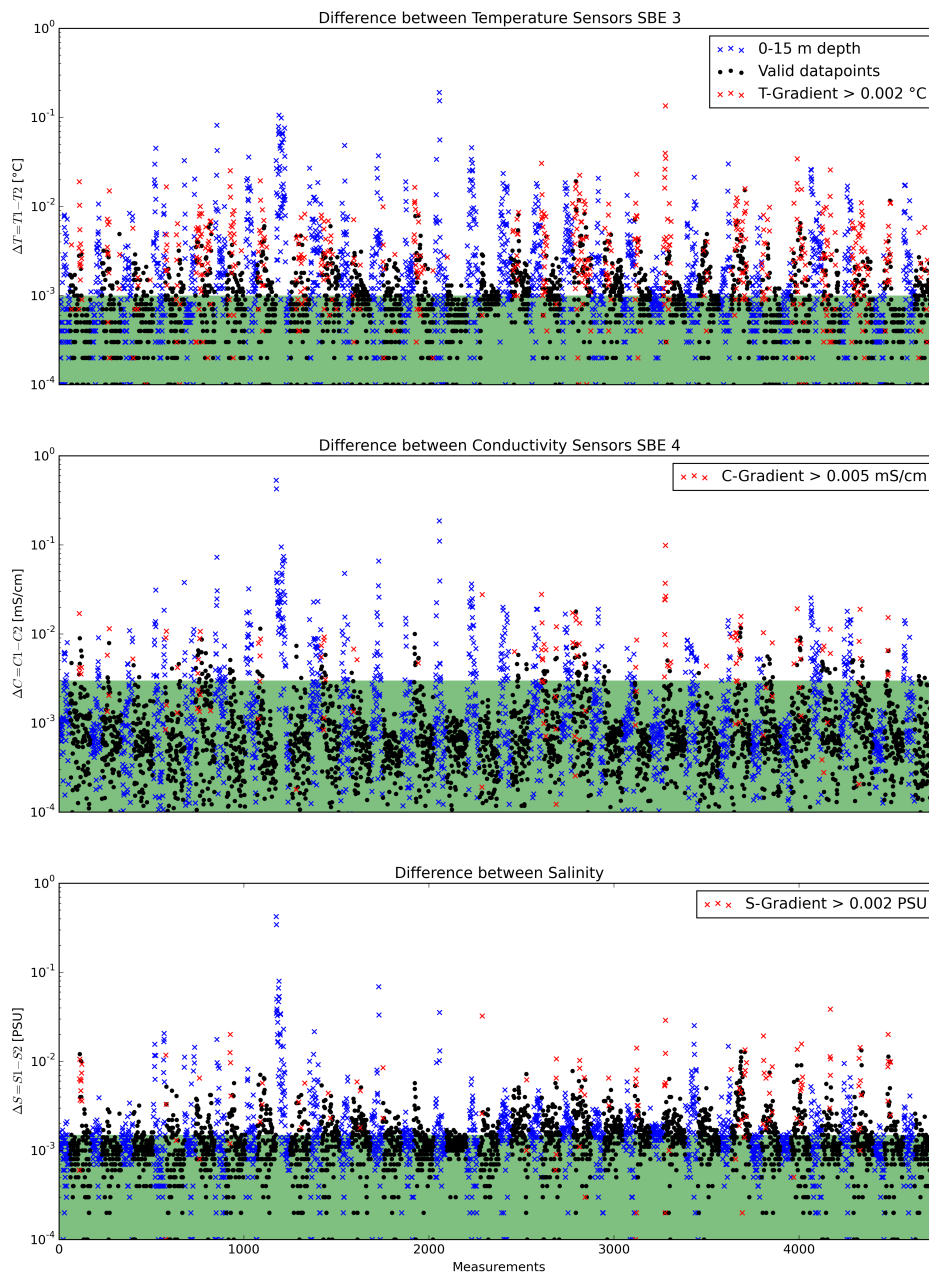 Difference between Temperature Sensors SBE 3
10^0
10^-1
10^-2
10^-3
10^-4
ΔT=T1−T2 [°C]
0-15 m depth
Valid datapoints
T-Gradient > 0.002 °C
Difference between Conductivity Sensors SBE 4
10^0
10^-1
10^-2
10^-3
10^-4
ΔC=C1−C2 [mS/cm]
C-Gradient > 0.005 mS/cm
Difference between Salinity
10^0
10^-1
10^-2
10^-3
10^-4
ΔS=S1−S2 [PSU]
S-Gradient > 0.002 PSU
0 1000 2000 3000 4000
Measurements